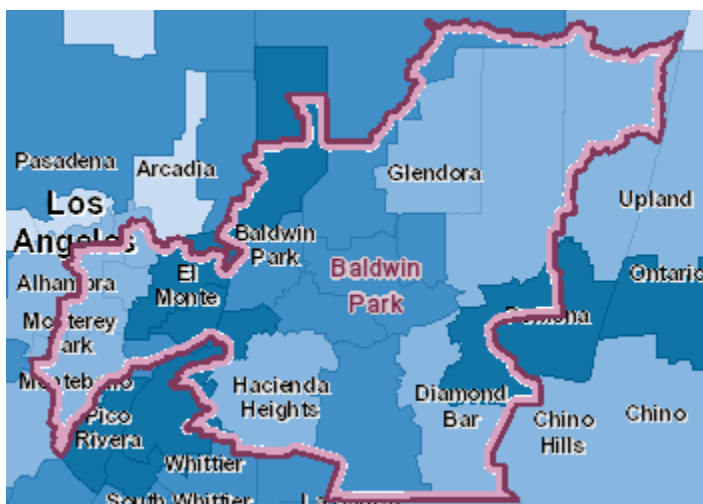 Pasadena
Arcadia
Glendora
Los
Angeles
Upland
Baldwin
Park
Baldwin
Park
Alhambra
El
Monte
Ontario
Monterey
Park
Pomona
Montebello
Hacienda
Heights
Diamond
Bar
Chino
Hills
Chino
Pico
Rivera
Whittier
South Whittier